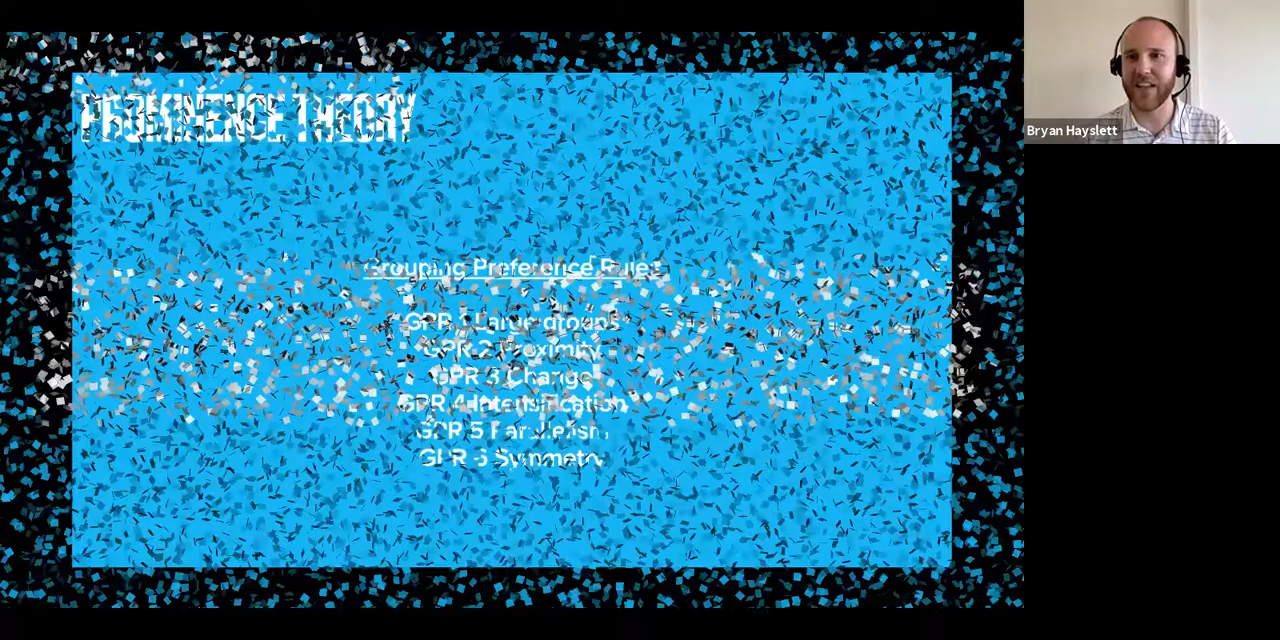 PROMINENCE THEORY
Bryan Hayslett
Grouping Preference Rules
GPR 1 Large groups
GPR 2 Proximity
GPR 3 Change
GPR 4 Intensification
GPR 5 Parallelism
GPR 6 Symmetry